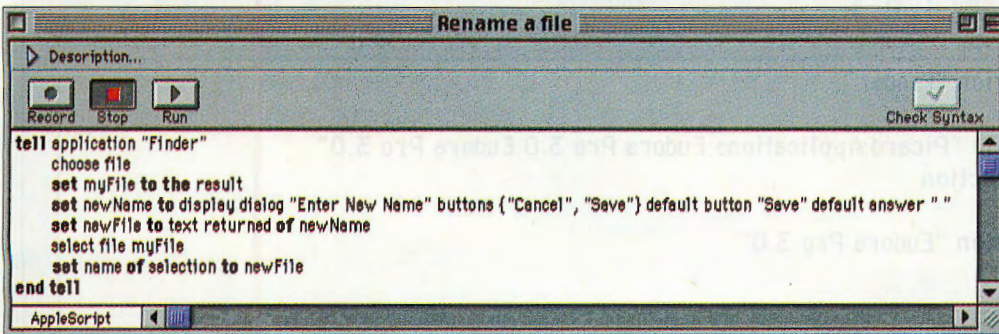 Rename a file
Description...
Record Stop Run Check Syntax
tell application "Finder"
choose file
set myFile to the result
set newName to display dialog "Enter New Name" buttons {"Cancel", "Save"} default button "Save" default answer " "
set newFile to text returned of newName
select file myFile
set name of selection to newFile
end tell
AppleScript